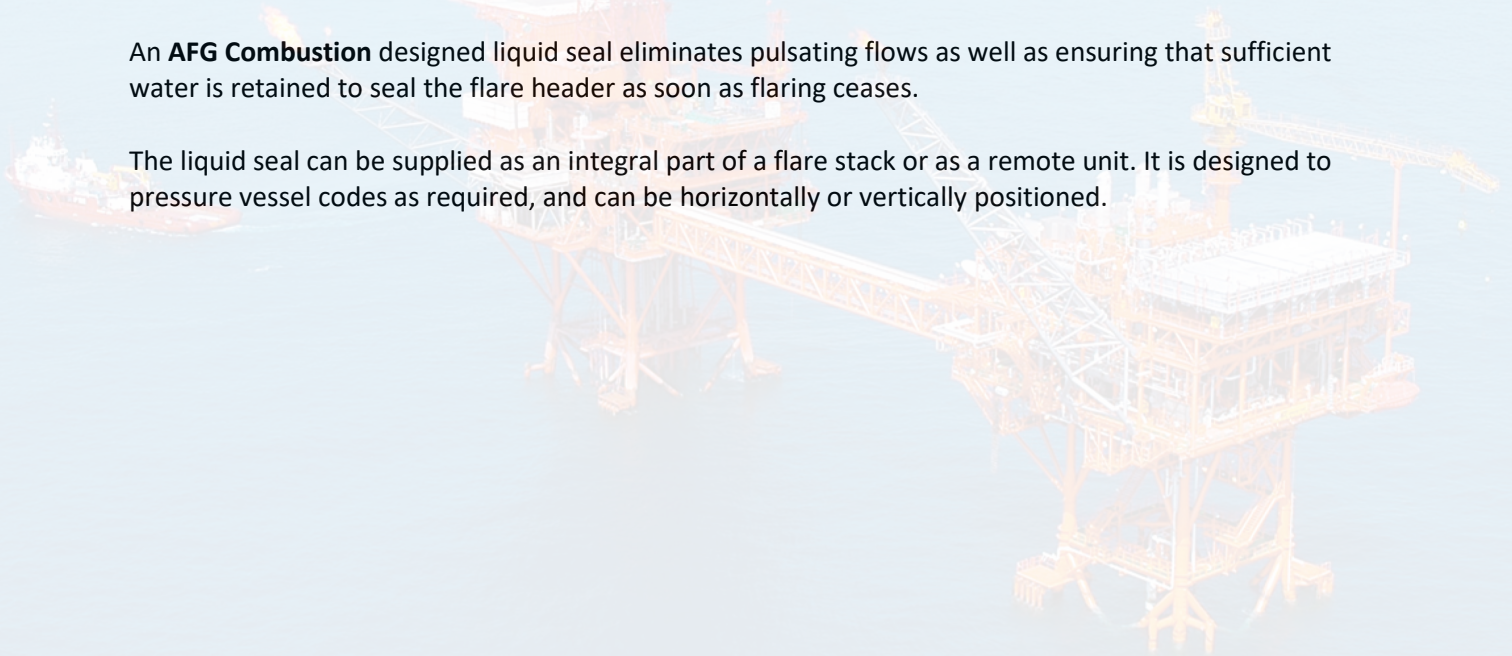 An AFG Combustion designed liquid seal eliminates pulsating flows as well as ensuring that sufficient
water is retained to seal the flare header as soon as flaring ceases.
The liquid seal can be supplied as an integral part of a flare stack or as a remote unit. It is designed to
pressure vessel codes as required, and can be horizontally or vertically positioned.